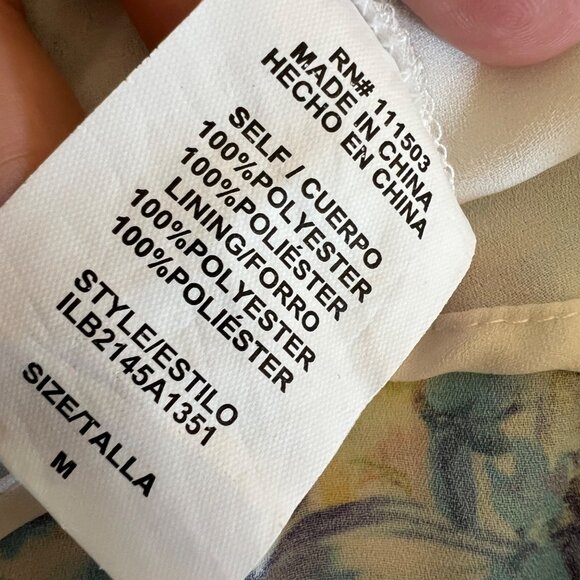 RN# 111503
MADE IN CHINA
HECHO EN CHINA
SELF / CUERPO
100%POLYESTER
100%POLIÉSTER
LINING/FORRO
100%POLYESTER
100%POLIÉSTER
STYLE/ESTILO
ILB2145A1351
SIZE/TALLA
M